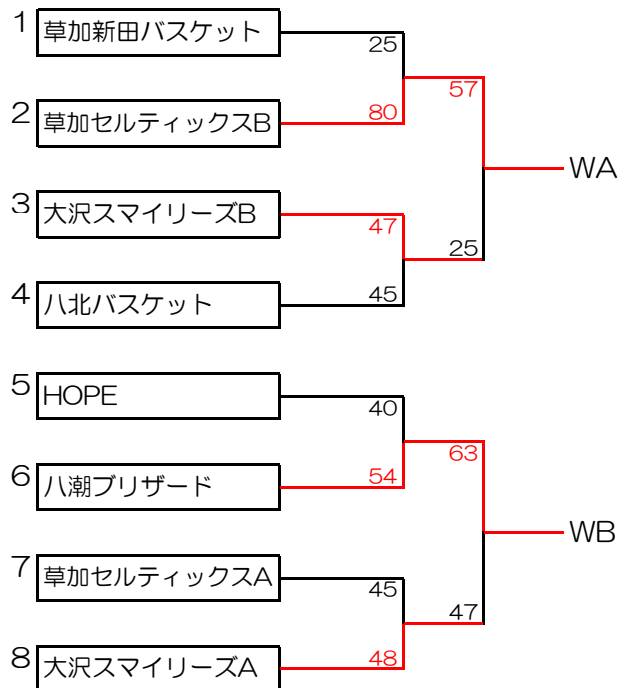 1 草加新田バスケット
25
57
2 草加セルティックスB
80
WA
3 大沢スマイリーズB
47
25
4 八北バスケット
45
5 HOPE
40
63
6 八潮ブリザード
54
WB
7 草加セルティックスA
45
47
8 大沢スマイリーズA
48